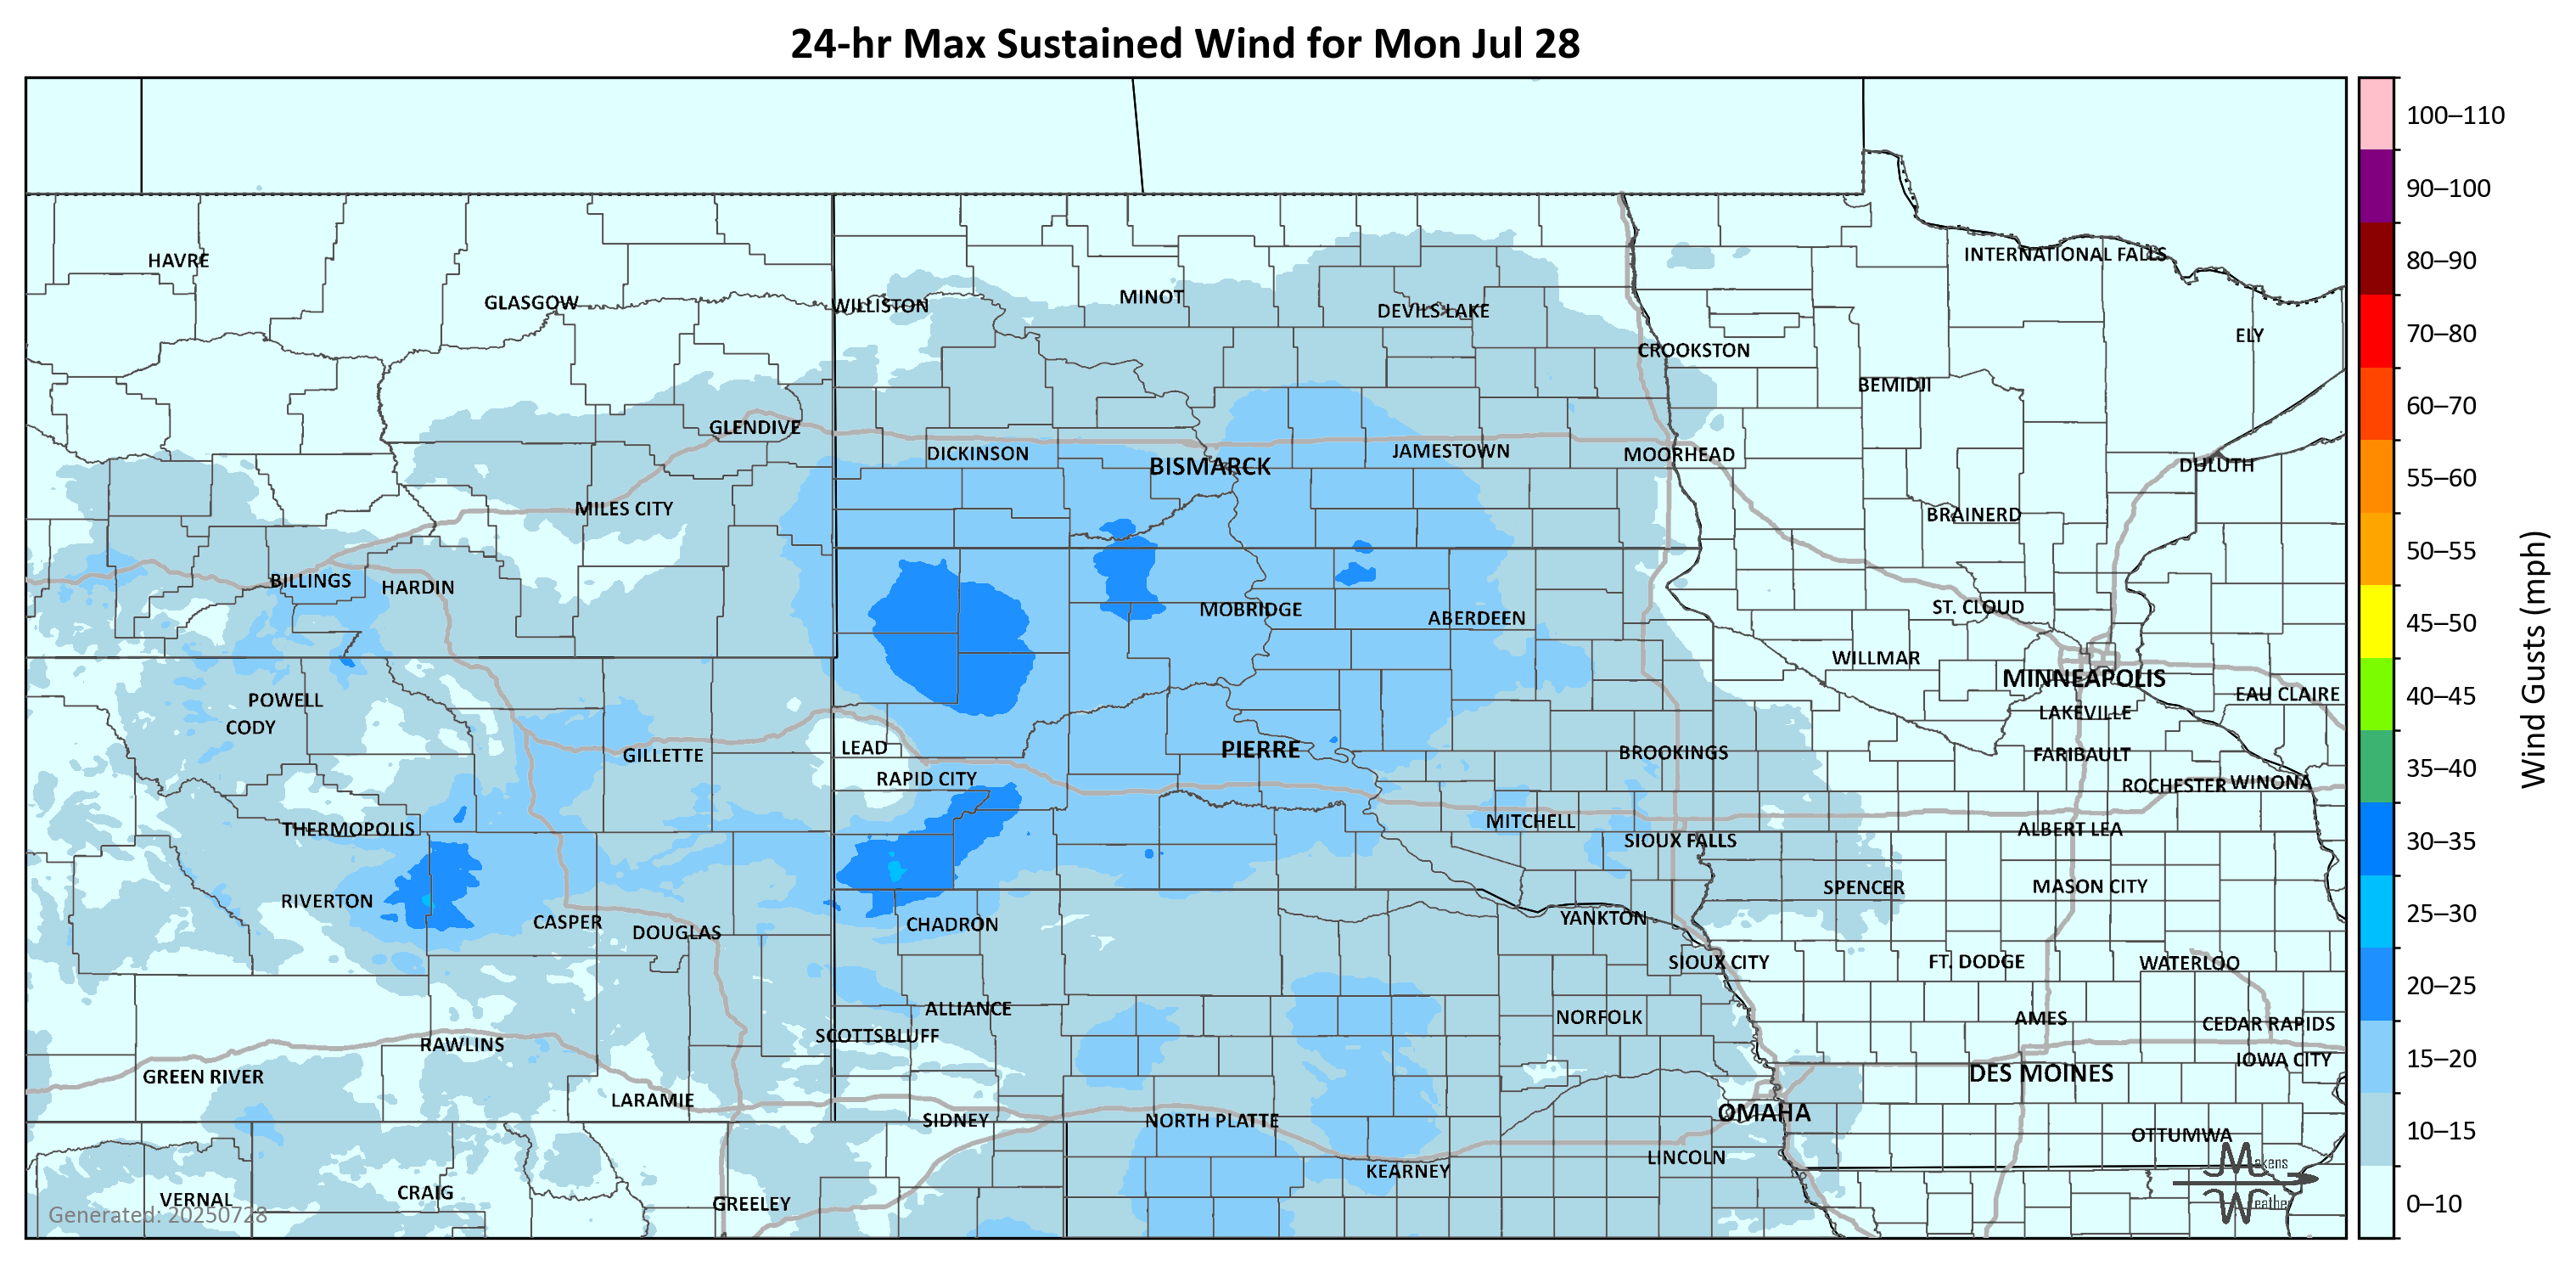 24-hr Max Sustained Wind for Mon Jul 28
100–110
90–100
80–90
70–80
60–70
55–60
50–55
45–50
40–45
35–40
30–35
25–30
20–25
15–20
10–15
0–10
Wind Gusts (mph)
HAVRE
INTERNATIONAL FALLS
GLASGOW
WILLISTON
MINOT
DEVILS LAKE
ELY
CROOKSTON
BEMIDJI
GLENDIVE
DICKINSON
BISMARCK
JAMESTOWN
MOORHEAD
DULUTH
MILES CITY
BRAINERD
BILLINGS
HARDIN
MOBRIDGE
ABERDEEN
ST. CLOUD
WILLMAR
MINNEAPOLIS
POWELL
EAU CLAIRE
CODY
LAKEVILLE
GILLETTE
LEAD
PIERRE
BROOKINGS
FARIBAULT
RAPID CITY
ROCHESTER
WINONA
THERMOPOLIS
MITCHELL
SIOUX FALLS
ALBERT LEA
RIVERTON
SPENCER
MASON CITY
CASPER
DOUGLAS
CHADRON
YANKTON
SIOUX CITY
FT. DODGE
WATERLOO
ALLIANCE
SCOTTSBLUFF
NORFOLK
AMES
CEDAR RAPIDS
RAWLINS
IOWA CITY
GREEN RIVER
DES MOINES
LARAMIE
SIDNEY
NORTH PLATTE
OMAHA
OTTUMWA
KEARNEY
LINCOLN
VERNAL
CRAIG
GREELEY
Makens
Weather
Generated: 20250728